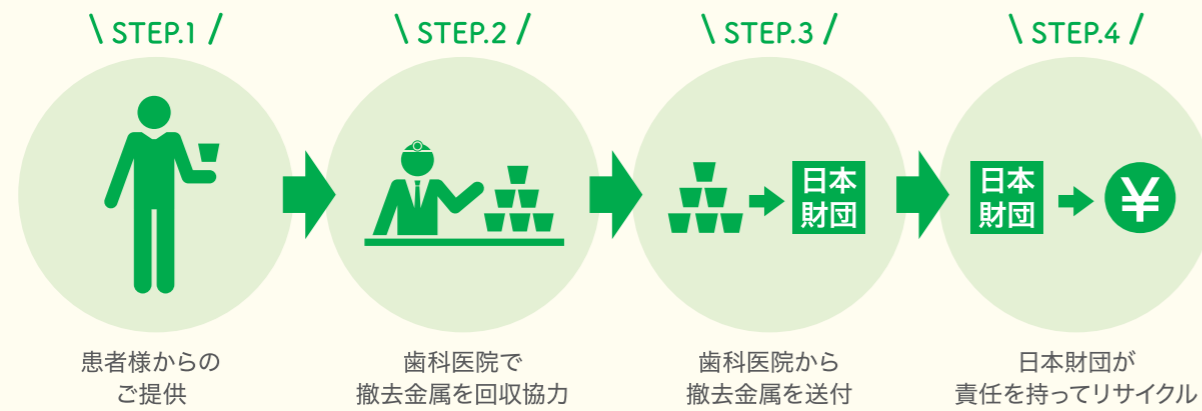 STEP.1
STEP.2
STEP.3
STEP.4
日本
財団
日本
財団
¥
患者様からの
ご提供
歯科医院で
撤去金属を回収協力
歯科医院から
撤去金属を送付
日本財団が
責任を持ってリサイクル